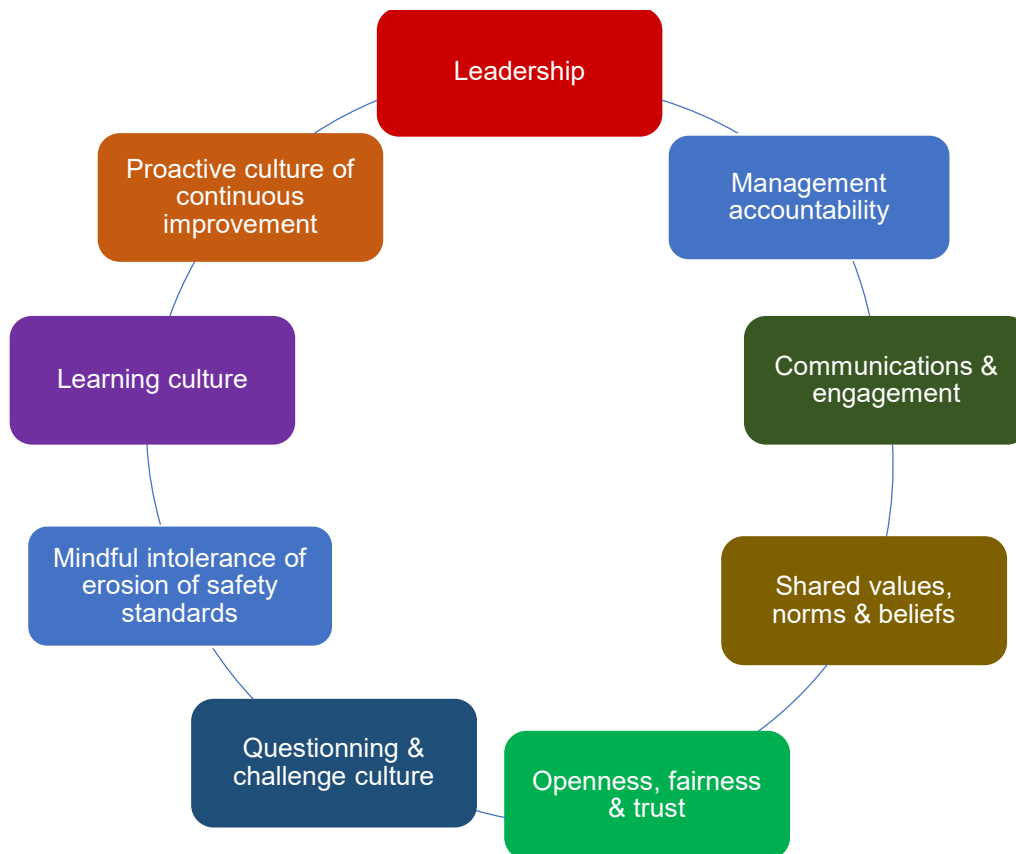 Leadership
Management
accountability
Communications &
engagement
Shared values,
norms & beliefs
Openness, fairness
& trust
Questionning &
challenge culture
Mindful intolerance of
erosion of safety
standards
Learning culture
Proactive culture of
continuous
improvement